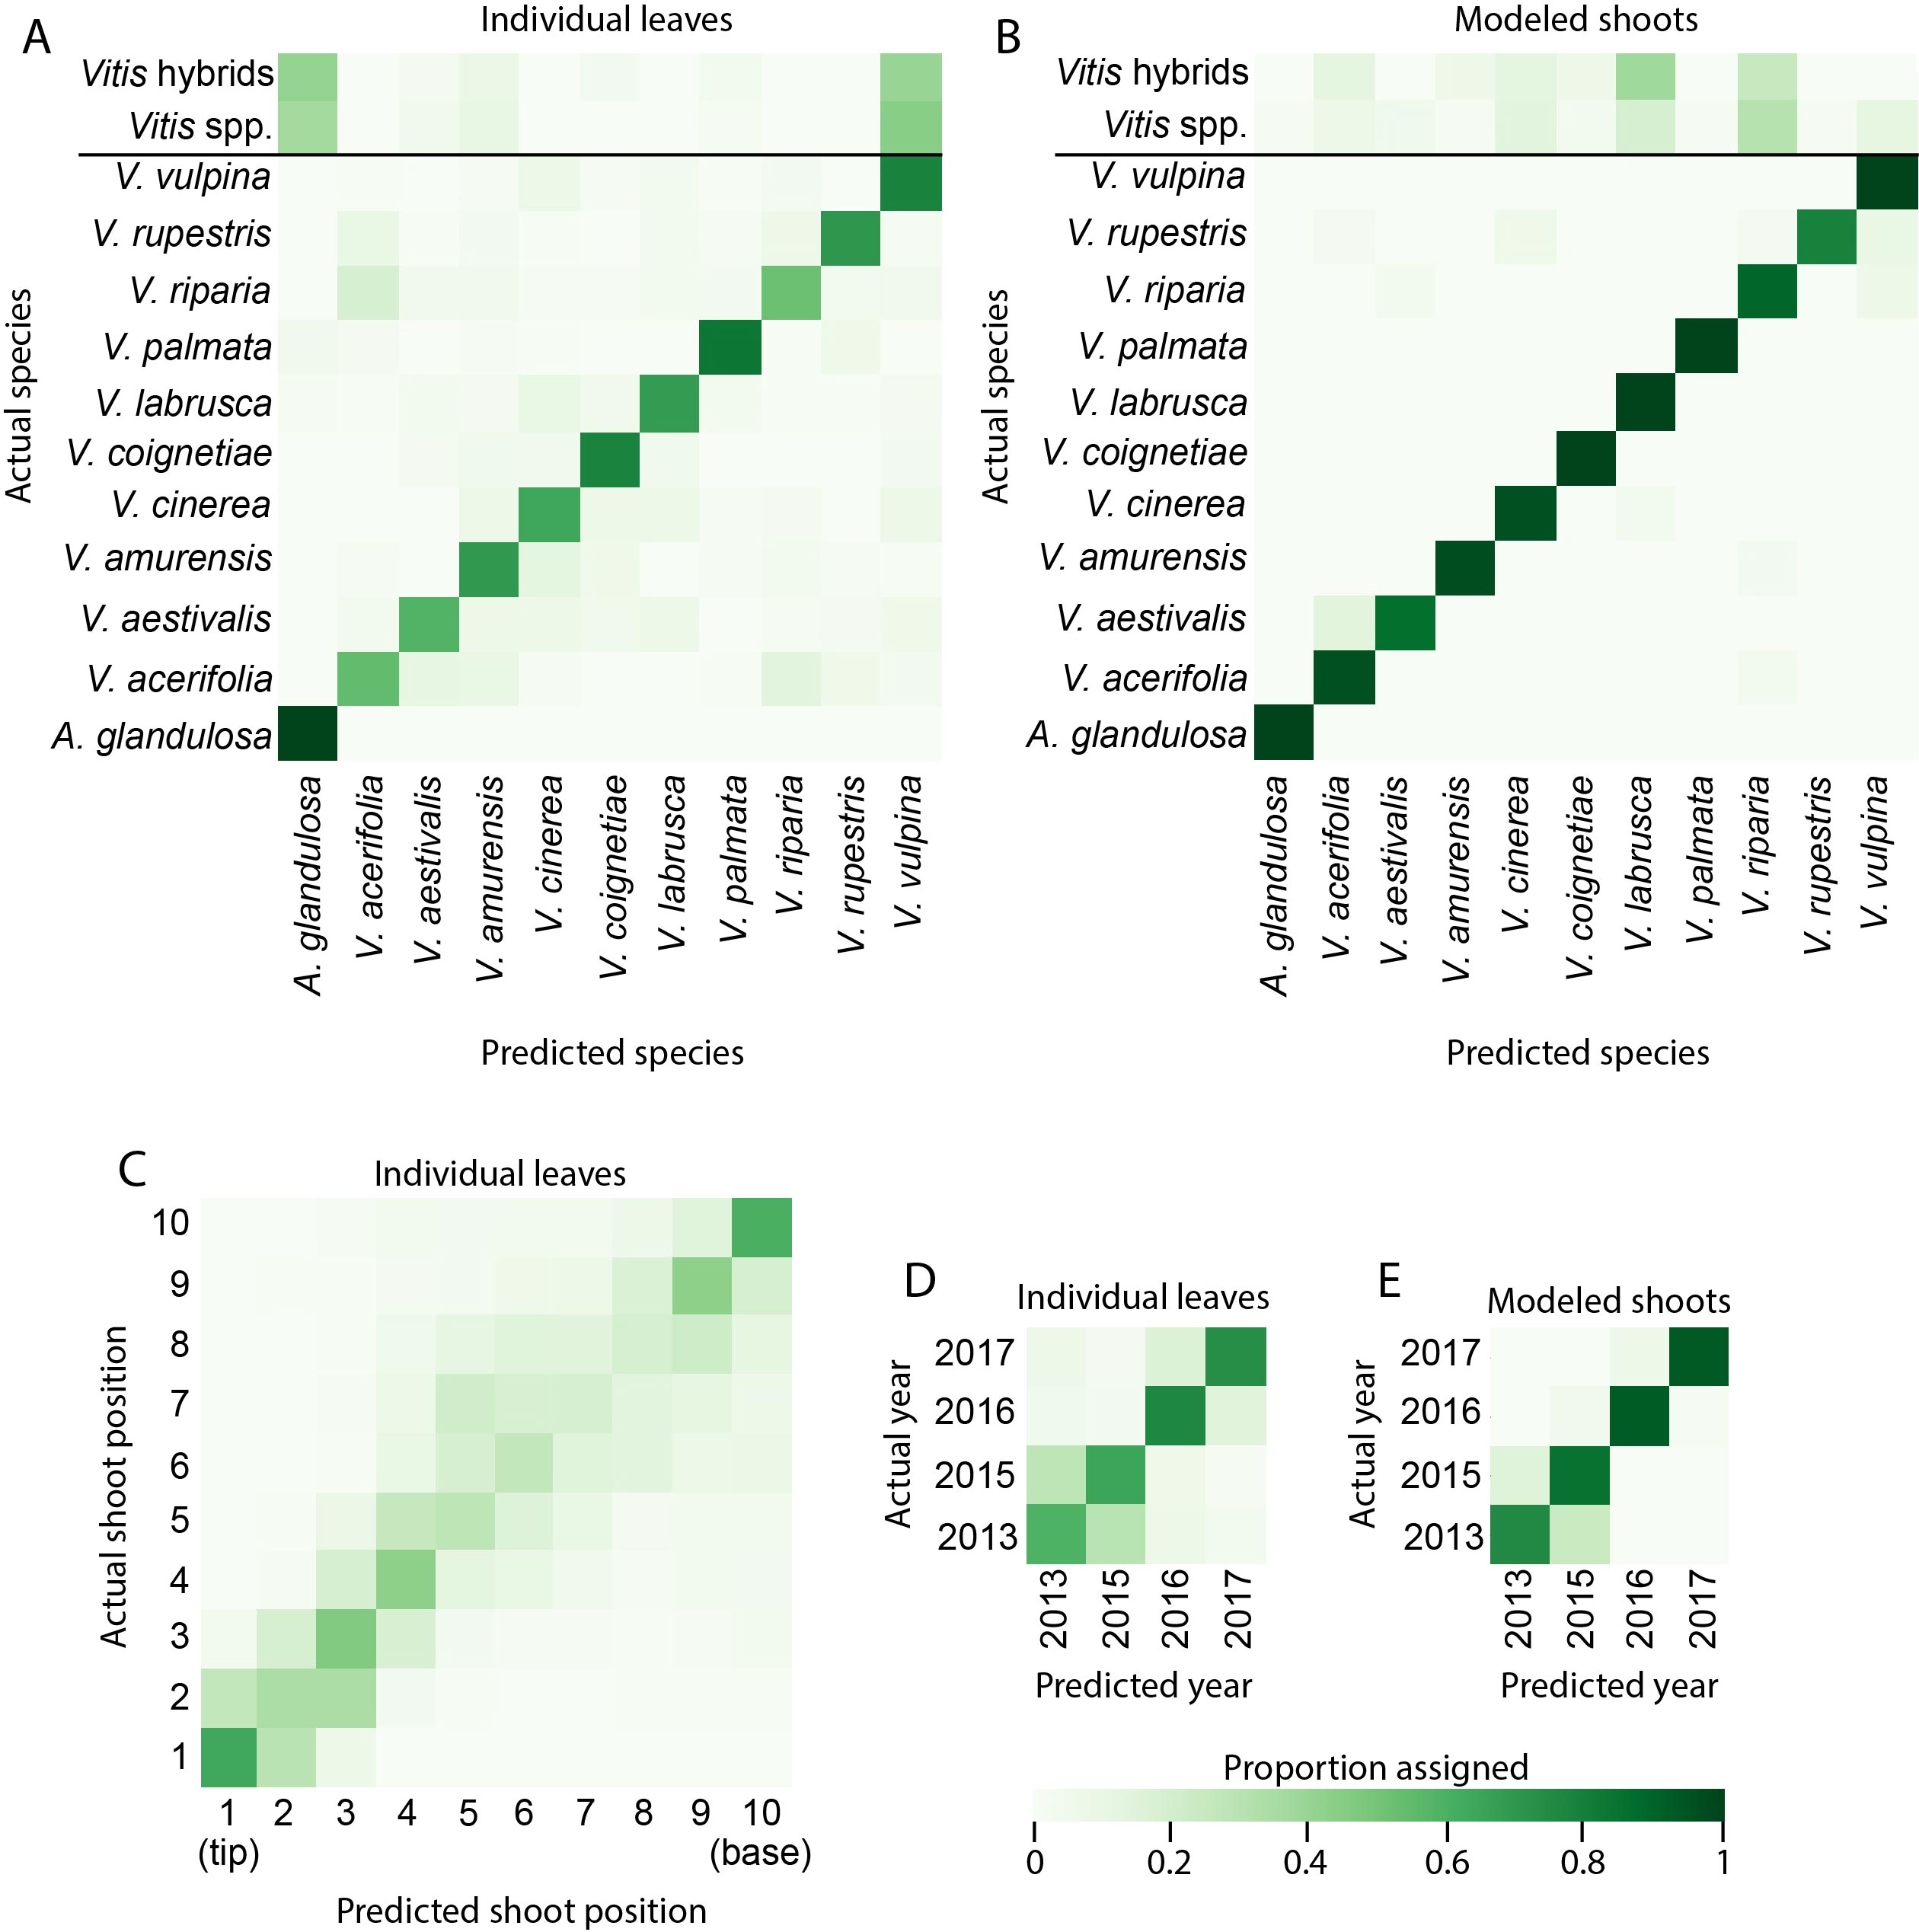 A
Individual leaves
Vitis hybrids
Vitis spp.
V. vulpina
V. rupestris
V. riparia
V. palmata
V. labrusca
V. coignetiae
V. cinerea
V. amurensis
V. aestivalis
V. acerifolia
A. glandulosa
Actual species
A. glandulosa
V. acerifolia
V. aestivalis
V. amurensis
V. cinerea
V. coignetiae
V. labrusca
V. palmata
V. riparia
V. rupestris
V. vulpina
Predicted species
B
Modeled shoots
Vitis hybrids
Vitis spp.
V. vulpina
V. rupestris
V. riparia
V. palmata
V. labrusca
V. coignetiae
V. cinerea
V. amurensis
V. aestivalis
V. acerifolia
A. glandulosa
Actual species
A. glandulosa
V. acerifolia
V. aestivalis
V. amurensis
V. cinerea
V. coignetiae
V. labrusca
V. palmata
V. riparia
V. rupestris
V. vulpina
Predicted species
C
Individual leaves
10
9
8
7
6
5
4
3
2
1
Actual shoot position
1 2 3 4 5 6 7 8 9 10
(tip) (base)
Predicted shoot position
D
Individual leaves
2017
2016
2015
2013
Actual year
2013
2015
2016
2017
Predicted year
E
Modeled shoots
2017
2016
2015
2013
Actual year
2013
2015
2016
2017
Predicted year
Proportion assigned
0 0.2 0.4 0.6 0.8 1